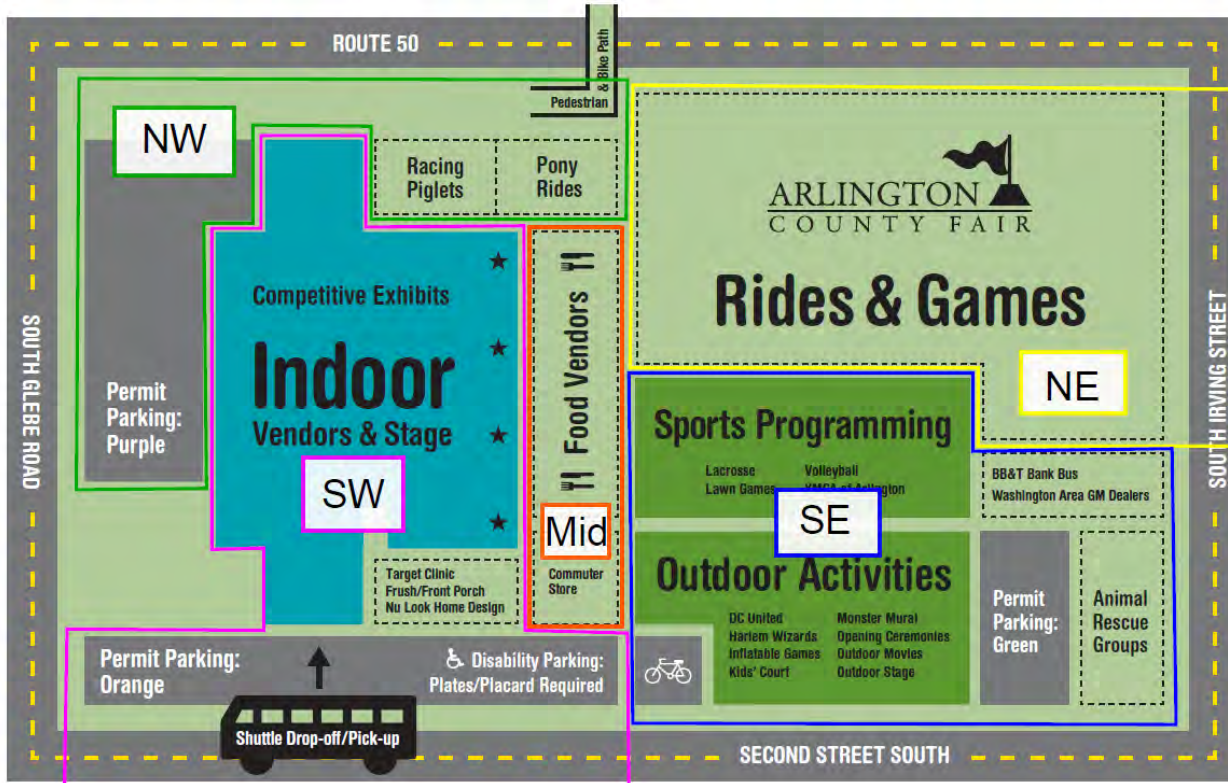 ROUTE 50
& Bike Path
Pedestrian
NW
Racing
Piglets
Pony
Rides
ARLINGTON
COUNTY FAIR
Rides & Games
NE
SOUTH GLEBE ROAD
Permit
Parking:
Purple
Competitive Exhibits
Indoor
Vendors & Stage
SW
Food Vendors
Mid
Commuter
Store
Target Clinic
Frush/Front Porch
Nu Look Home Design
Sports Programming
Lacrosse
Lawn Games
Volleyball
YMCA of Arlington
SE
BB&T Bank Bus
Washington Area GM Dealers
SOUTH IRVING STREET
Outdoor Activities
DC United
Harlem Wizards
Inflatable Games
Kids' Court
Monster Mural
Opening Ceremonies
Outdoor Movies
Outdoor Stage
Permit
Parking:
Green
Animal
Rescue
Groups
Permit Parking:
Orange
Disability Parking:
Plates/Placard Required
Shuttle Drop-off/Pick-up
SECOND STREET SOUTH